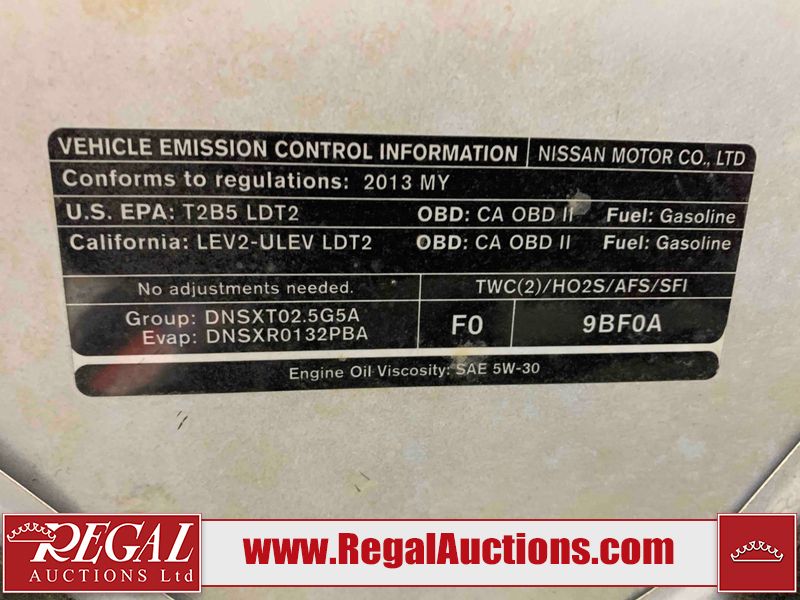 VEHICLE EMISSION CONTROL INFORMATION | NISSAN MOTOR CO., LTD
Conforms to regulations: 2013 MY
U.S. EPA: T2B5 LDT2 OBD: CA OBD II Fuel: Gasoline
California: LEV2-ULEV LDT2 OBD: CA OBD II Fuel: Gasoline
No adjustments needed. TWC(2)/HO2S/AFS/SFI
Group: DNSXT02.5G5A
Evap: DNSXR0132PBA
F0 9BF0A
Engine Oil Viscosity: SAE 5W-30
REGAL
AUCTIONS Ltd
www.RegalAuctions.com